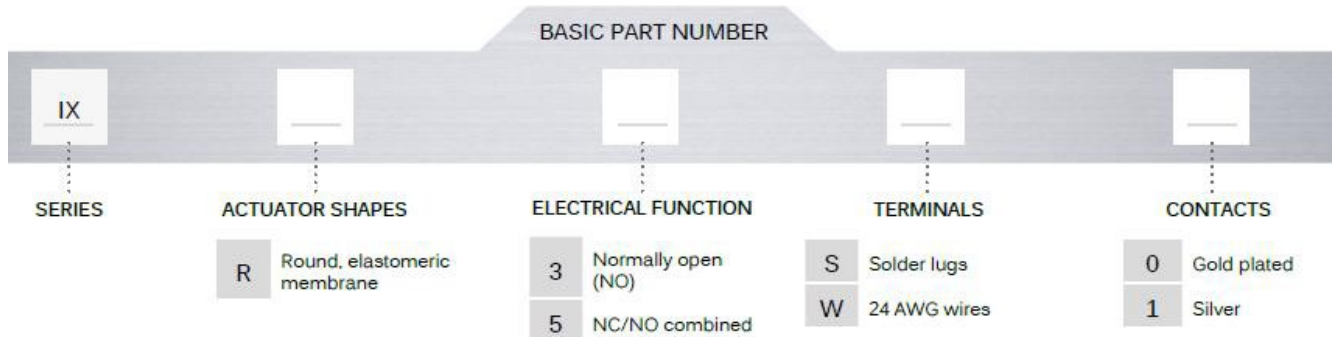 BASIC PART NUMBER
IX
SERIES
ACTUATOR SHAPES
ELECTRICAL FUNCTION
TERMINALS
CONTACTS
R
Round, elastomeric
membrane
3
Normally open
(NO)
5
NC/NO combined
S
Solder lugs
W
24 AWG wires
0
Gold plated
1
Silver